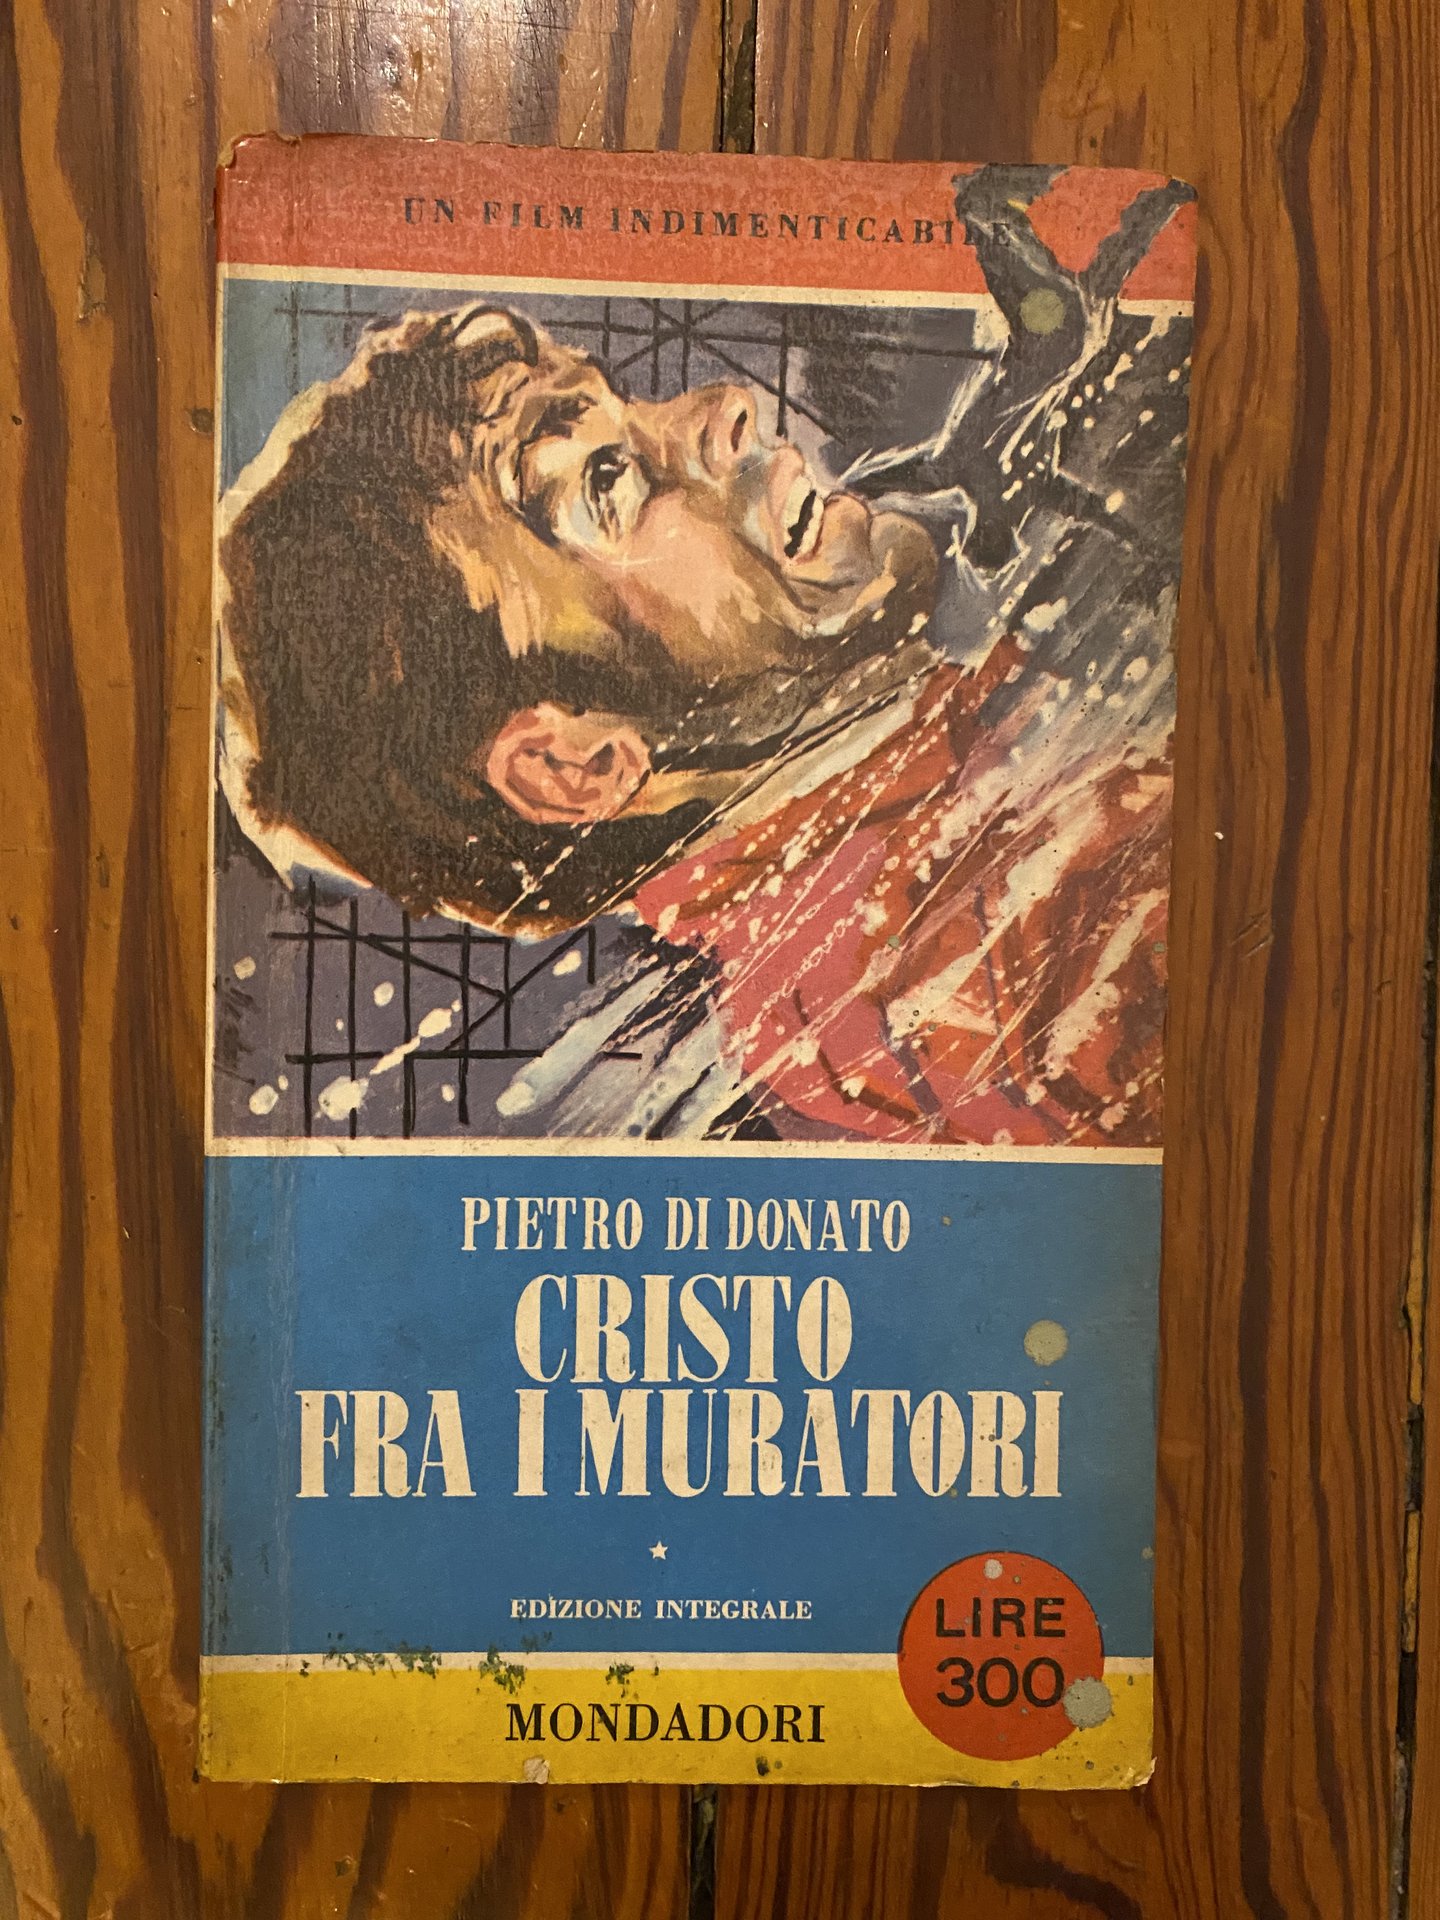 UN FILM INDIMENTICABILE
PIETRO DI DONATO
CRISTO
FRA I MURATORI
EDIZIONE INTEGRALE
LIRE
300
MONDADORI